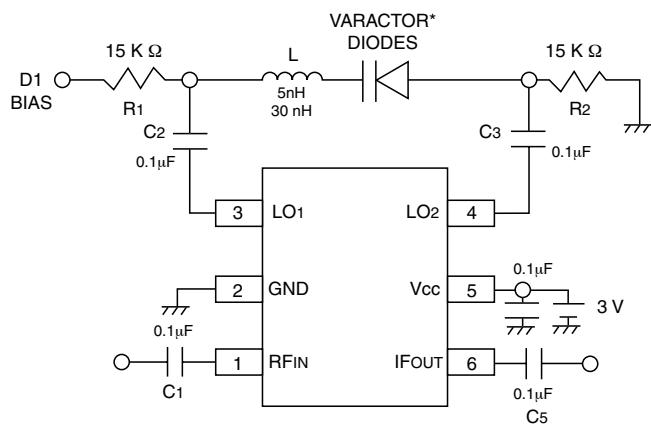 VARACTOR*
DIODES
15 K Ω
L
15 K Ω
D1
BIAS
R1
5nH
30 nH
R2
C2
0.1µF
C3
0.1µF
3
LO1
LO2
4
2
GND
Vcc
5
0.1µF
3 V
0.1µF
1
RFIN
IFOUT
6
C1
0.1µF
C5